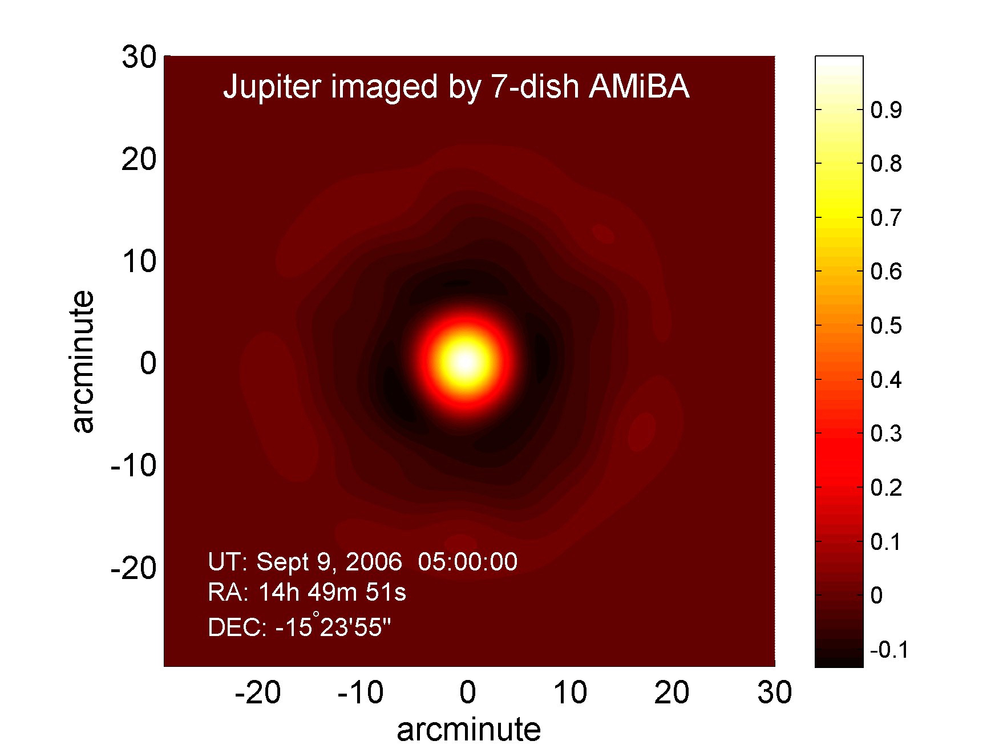 Jupiter imaged by 7-dish AMiBA
30
20
10
0
-10
-20
arcminute
UT: Sept 9, 2006  05:00:00
RA: 14h 49m 51s
DEC: -15°23'55"
-20 -10 0 10 20 30
arcminute
0.9
0.8
0.7
0.6
0.5
0.4
0.3
0.2
0.1
0
-0.1